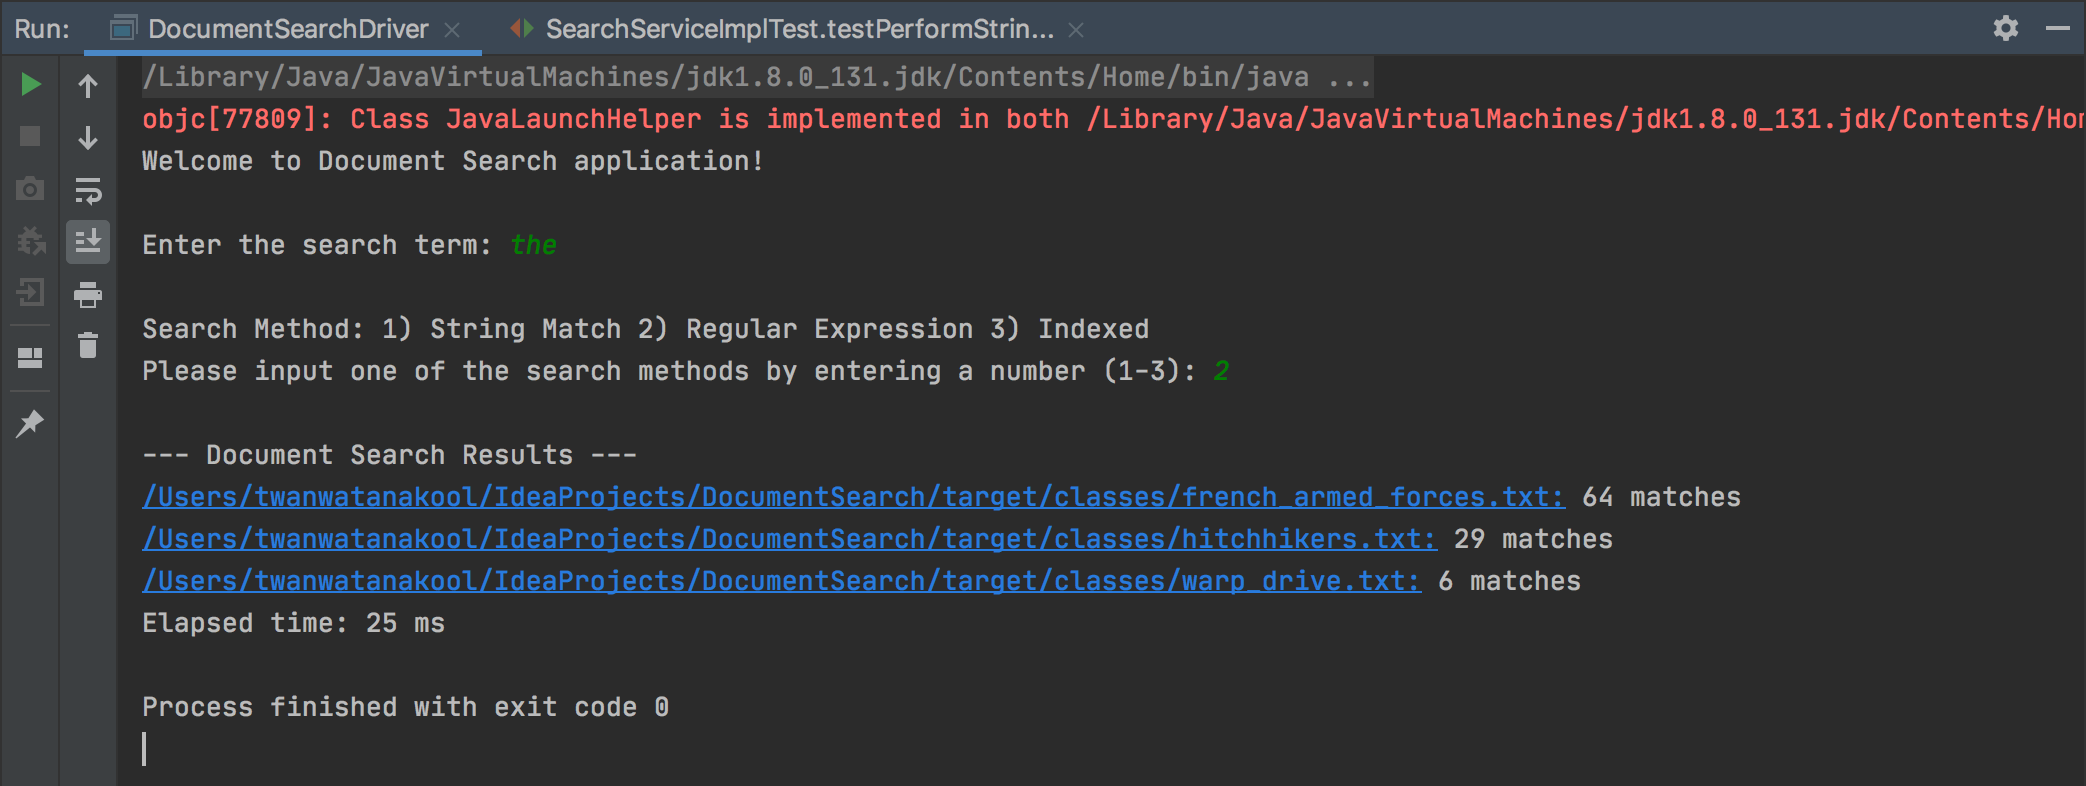 Run: DocumentSearchDriver SearchServiceImplTest.testPerformStrin...
/Library/Java/JavaVirtualMachines/jdk1.8.0_131.jdk/Contents/Home/bin/java ...
objc[77809]: Class JavaLaunchHelper is implemented in both /Library/Java/JavaVirtualMachines/jdk1.8.0_131.jdk/Contents/Hom
Welcome to Document Search application!
Enter the search term: the
Search Method: 1) String Match 2) Regular Expression 3) Indexed
Please input one of the search methods by entering a number (1-3): 2
--- Document Search Results ---
/Users/twanwatanakool/IdeaProjects/DocumentSearch/target/classes/french_armed_forces.txt: 64 matches
/Users/twanwatanakool/IdeaProjects/DocumentSearch/target/classes/hitchhikers.txt: 29 matches
/Users/twanwatanakool/IdeaProjects/DocumentSearch/target/classes/warp_drive.txt: 6 matches
Elapsed time: 25 ms
Process finished with exit code 0